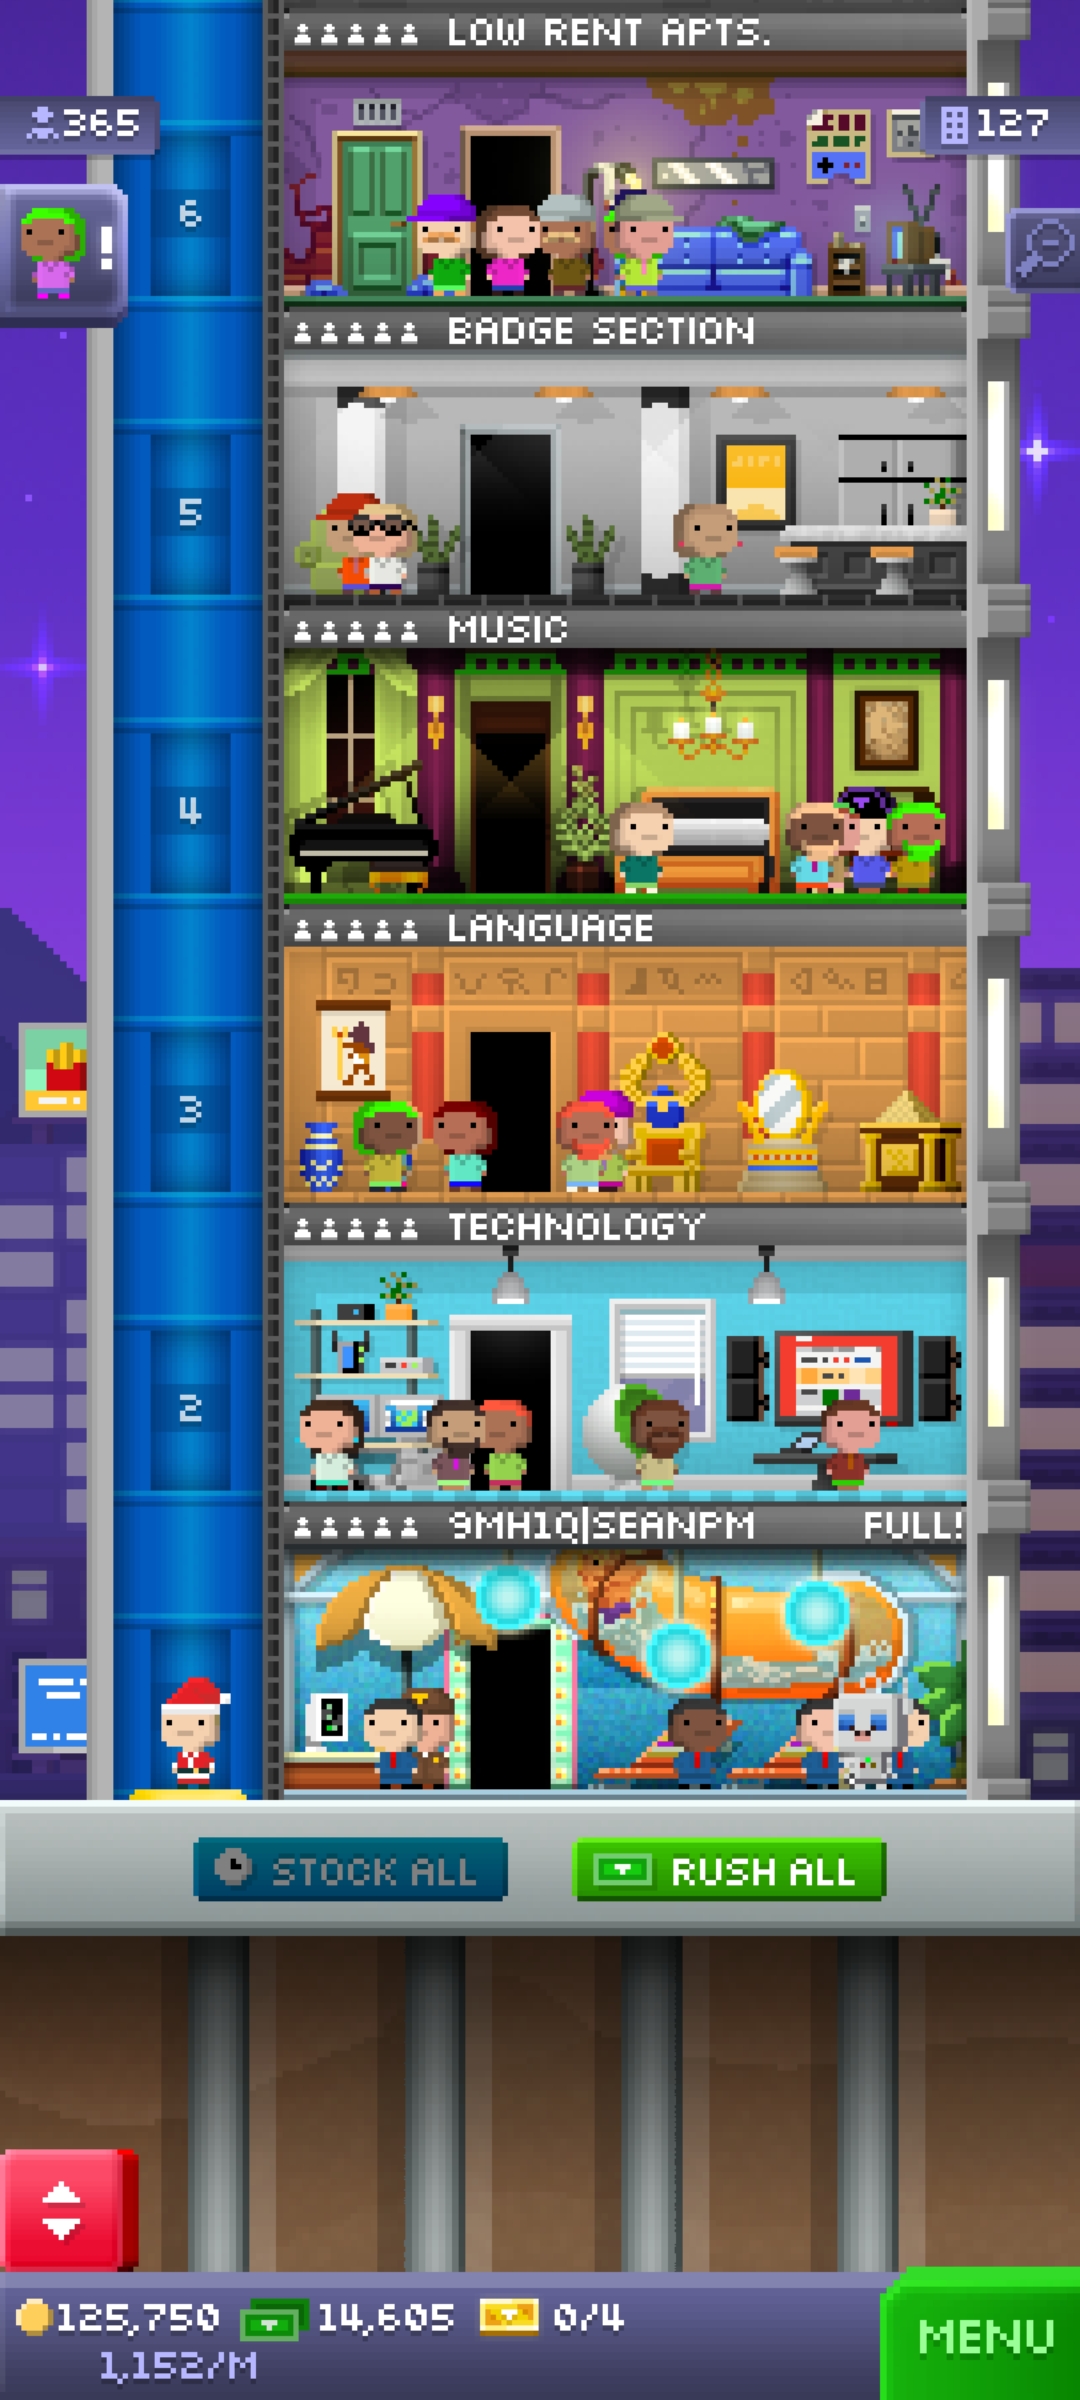 LOW RENT APTS.
365
127
6
!
BADGE SECTION
5
MUSIC
4
LANGUAGE
3
TECHNOLOGY
2
9MH1Q|SEANPM FULL!
STOCK ALL
RUSH ALL
125,750 14,605 0/4
1,152/M
MENU